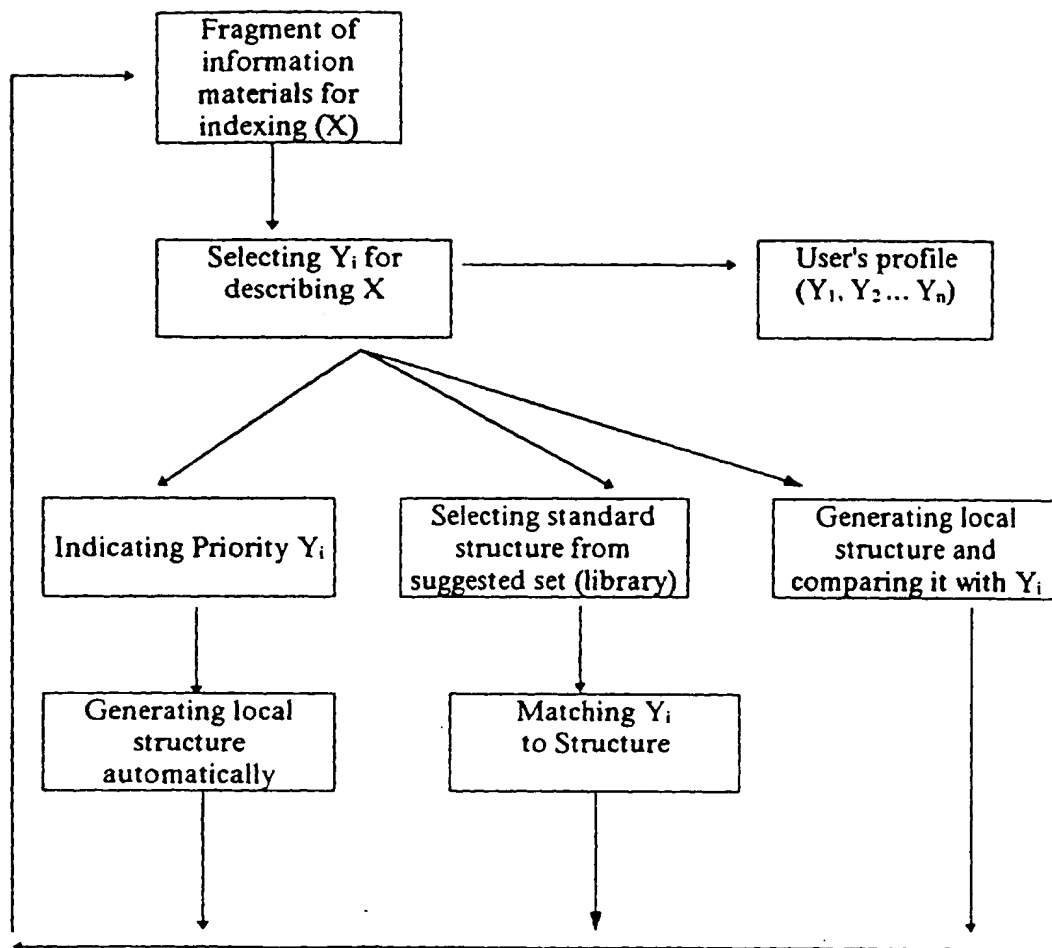 Fragment of
information
materials for
indexing (X)
Selecting Yᵢ for
describing X
User's profile
(Y₁, Y₂ ... Yₙ)
Indicating Priority Yᵢ
Selecting standard
structure from
suggested set (library)
Generating local
structure and
comparing it with Yᵢ
Generating local
structure
automatically
Matching Yᵢ
to Structure